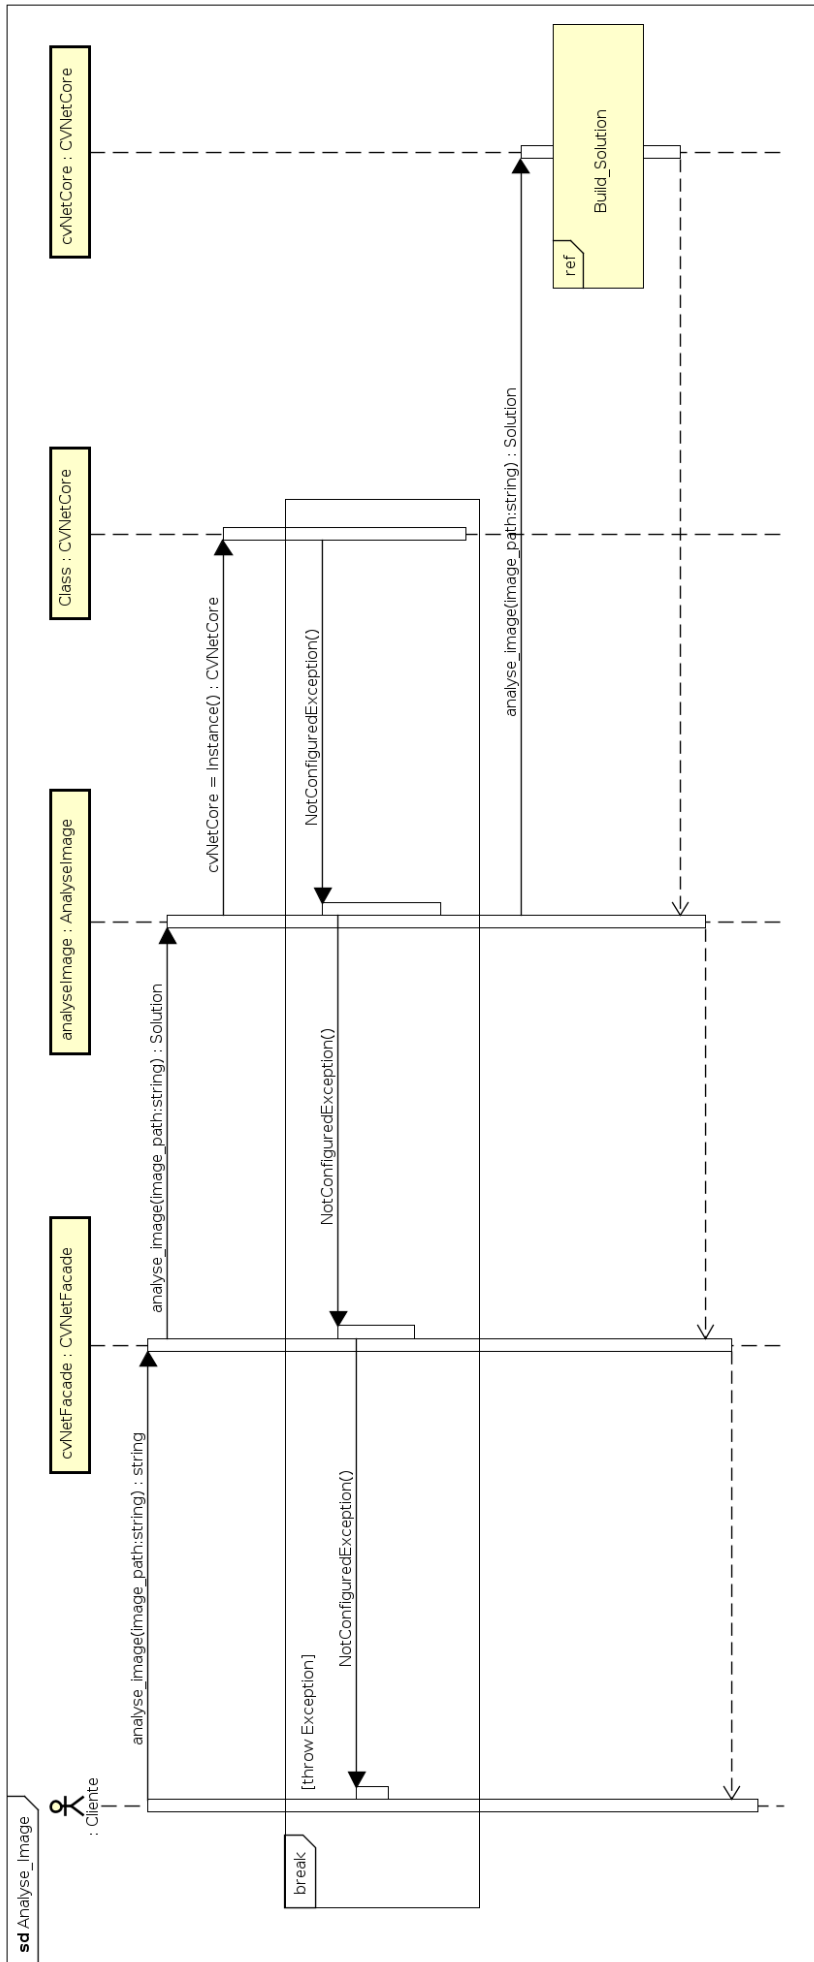 sd Analyse_Image
: Cliente
cvNetFacade : CVNetFacade
analyseImage : AnalyseImage
Class : CVNetCore
cvNetCore : CVNetCore
analyse_image(image_path:string) : string
analyse_image(image_path:string) : Solution
cvNetCore = Instance() : CVNetCore
break
[throw Exception]
NotConfiguredException()
NotConfiguredException()
NotConfiguredException()
analyse_image(image_path:string) : Solution
ref
Build_Solution